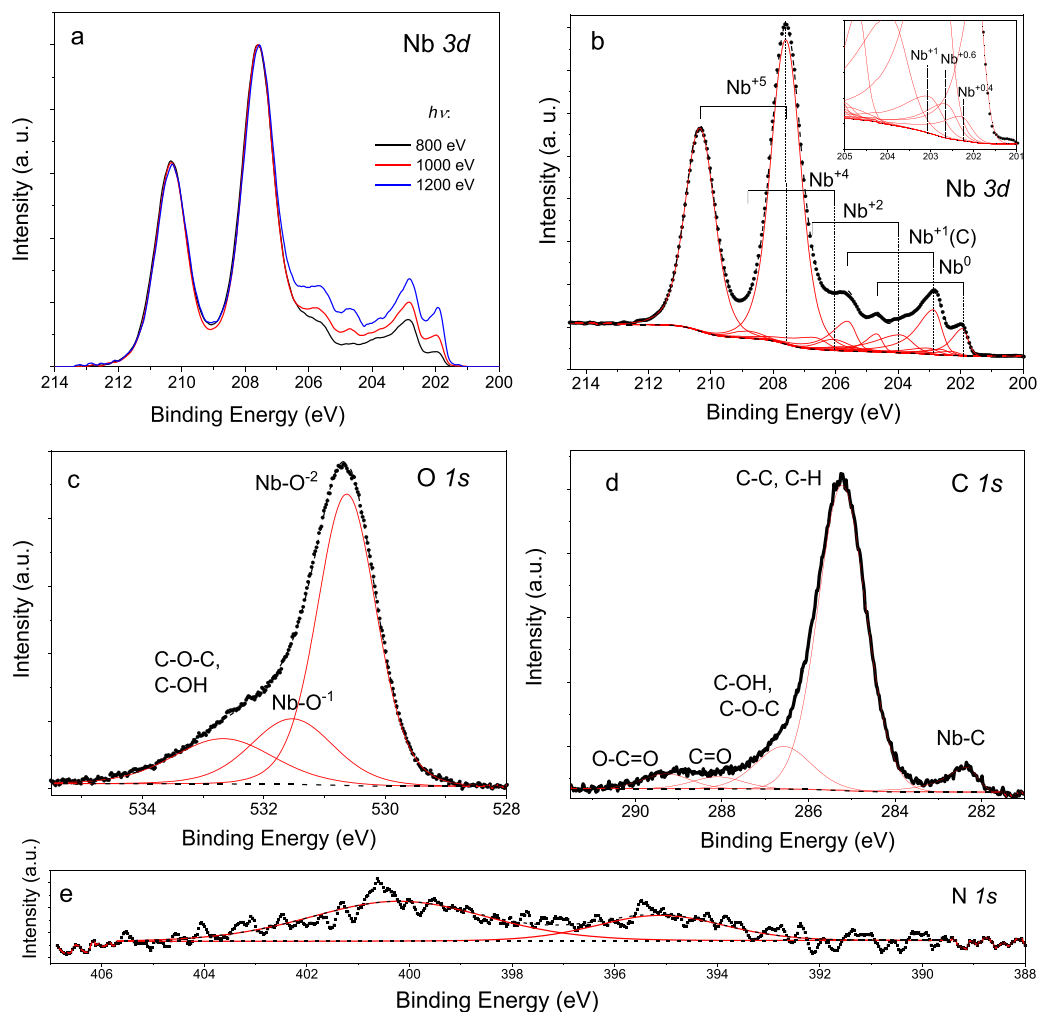 a
Nb 3d
hν:
800 eV
1000 eV
1200 eV
Intensity (a. u.)
214 212 210 208 206 204 202 200
Binding Energy (eV)
b
Nb+5
Nb+4
Nb+2
Nb+1(C)
Nb0
Nb 3d
Nb+1
Nb+0.6
Nb+0.4
205 204 203 202 201
Intensity (a. u.)
214 212 210 208 206 204 202 200
Binding Energy (eV)
c
O 1s
Nb-O-2
C-O-C,
C-OH
Nb-O-1
Intensity (a.u.)
534 532 530 528
Binding Energy (eV)
d
C 1s
C-C, C-H
C-OH,
C-O-C
O-C=O
C=O
Nb-C
Intensity (a.u.)
290 288 286 284 282
Binding Energy (eV)
e
N 1s
Intensity (a.u.)
406 404 402 400 398 396 394 392 390 388
Binding Energy (eV)